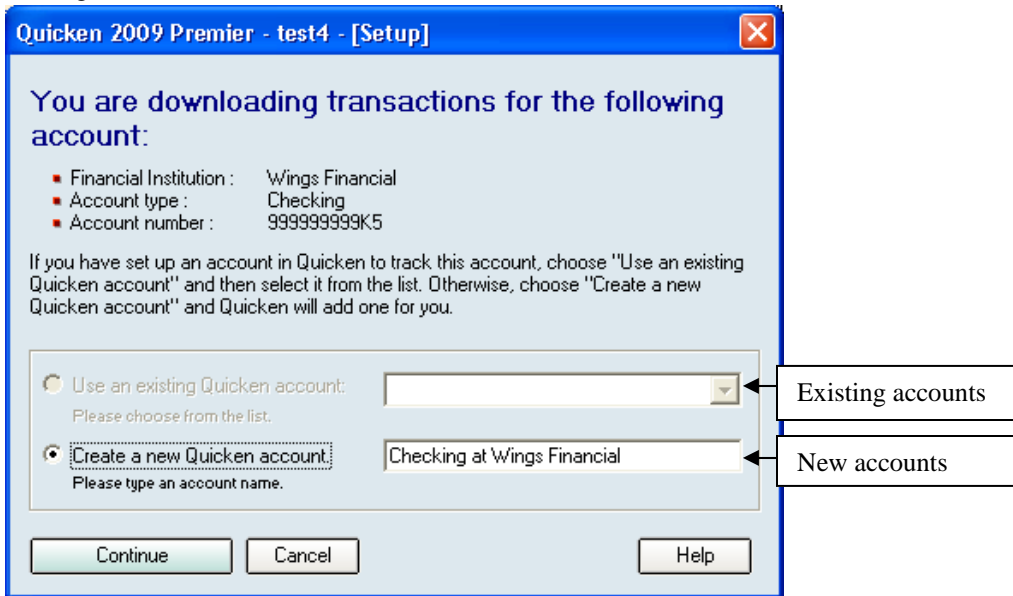 Quicken 2009 Premier - test4 - [Setup]
You are downloading transactions for the following
account:
Financial Institution : Wings Financial
Account type : Checking
Account number : 999999999K5
If you have set up an account in Quicken to track this account, choose "Use an existing
Quicken account" and then select it from the list. Otherwise, choose "Create a new
Quicken account" and Quicken will add one for you.
Use an existing Quicken account:
Please choose from the list.
Existing accounts
Create a new Quicken account. Checking at Wings Financial
Please type an account name.
New accounts
Continue Cancel Help